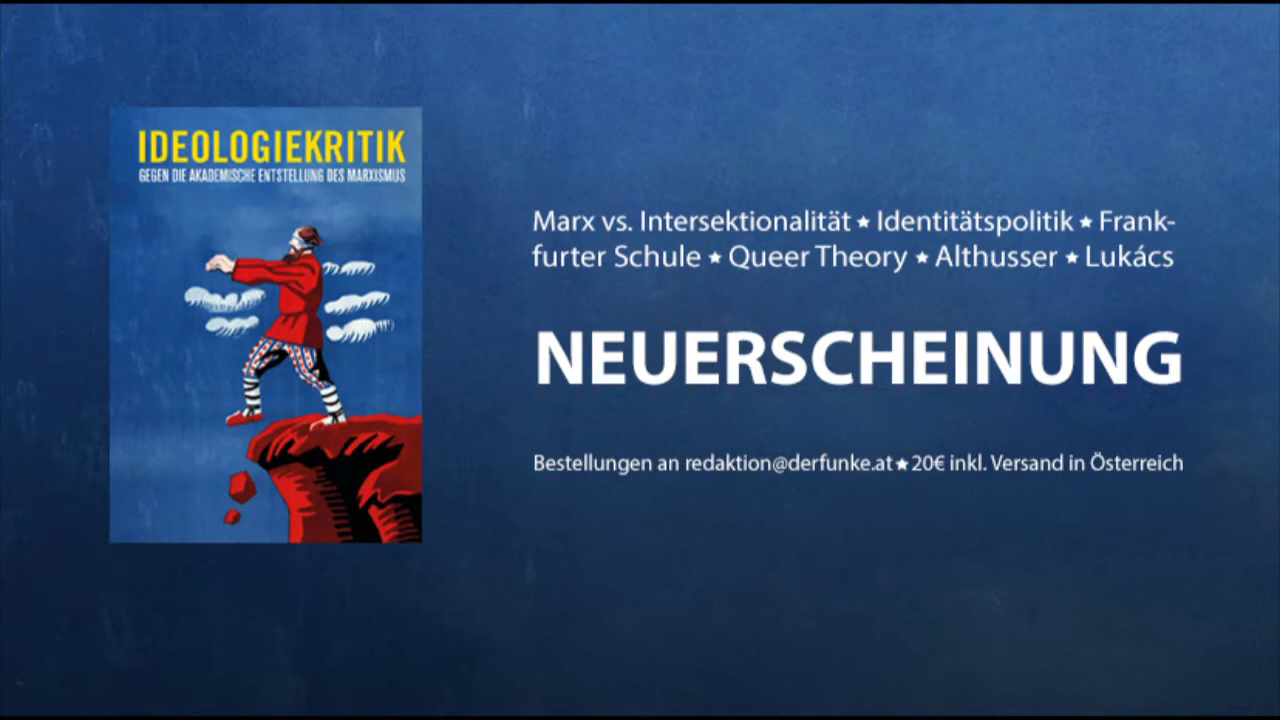 IDEOLOGIEKRITIK
GEGEN DIE AKADEMISCHE ENTSTELLUNG DES MARXISMUS
Marx vs. Intersektionalität ★ Identitätspolitik ★ Frank-
furter Schule ★ Queer Theory ★ Althusser ★ Lukács
NEUERSCHEINUNG
Bestellungen an redaktion@derfunke.at ★ 20€ inkl. Versand in Österreich